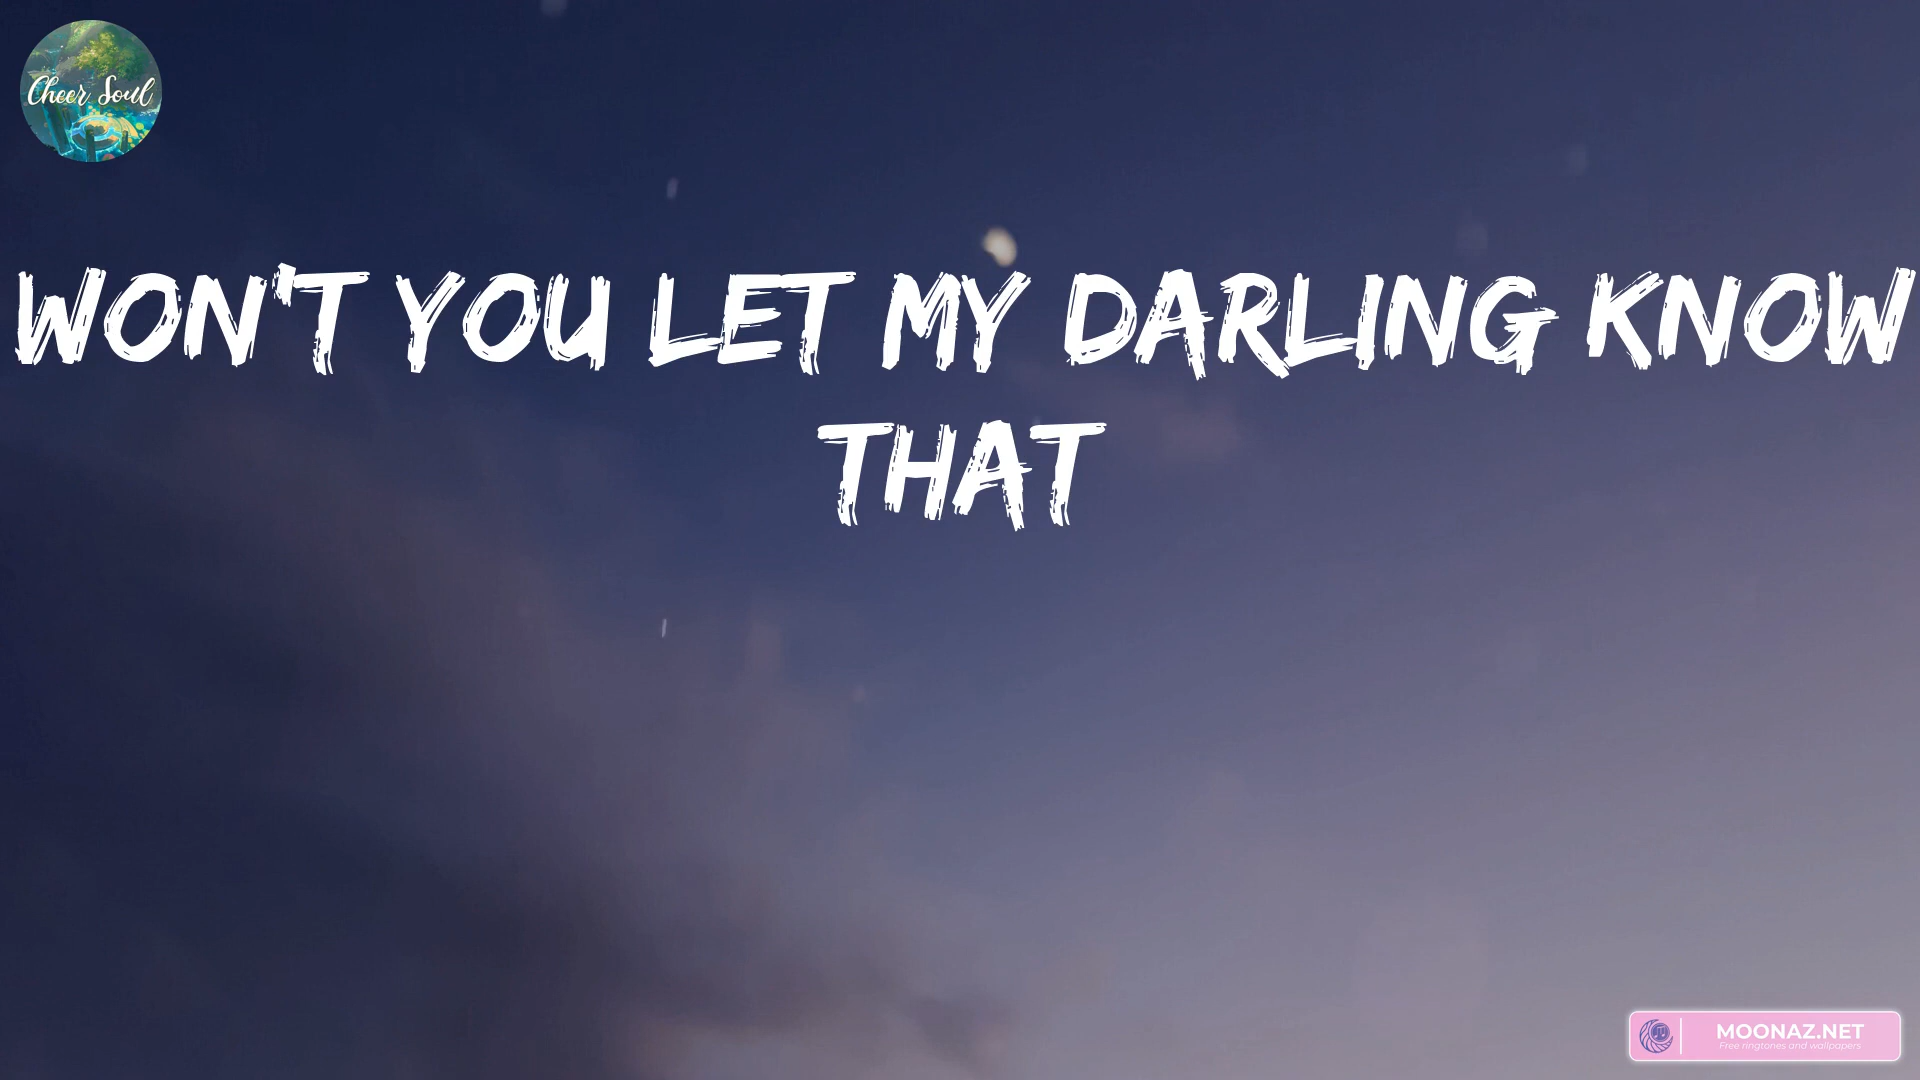 Cheer Soul
WON'T YOU LET MY DARLING KNOW
THAT
MOONAZ.NET
Free ringtones and wallpapers